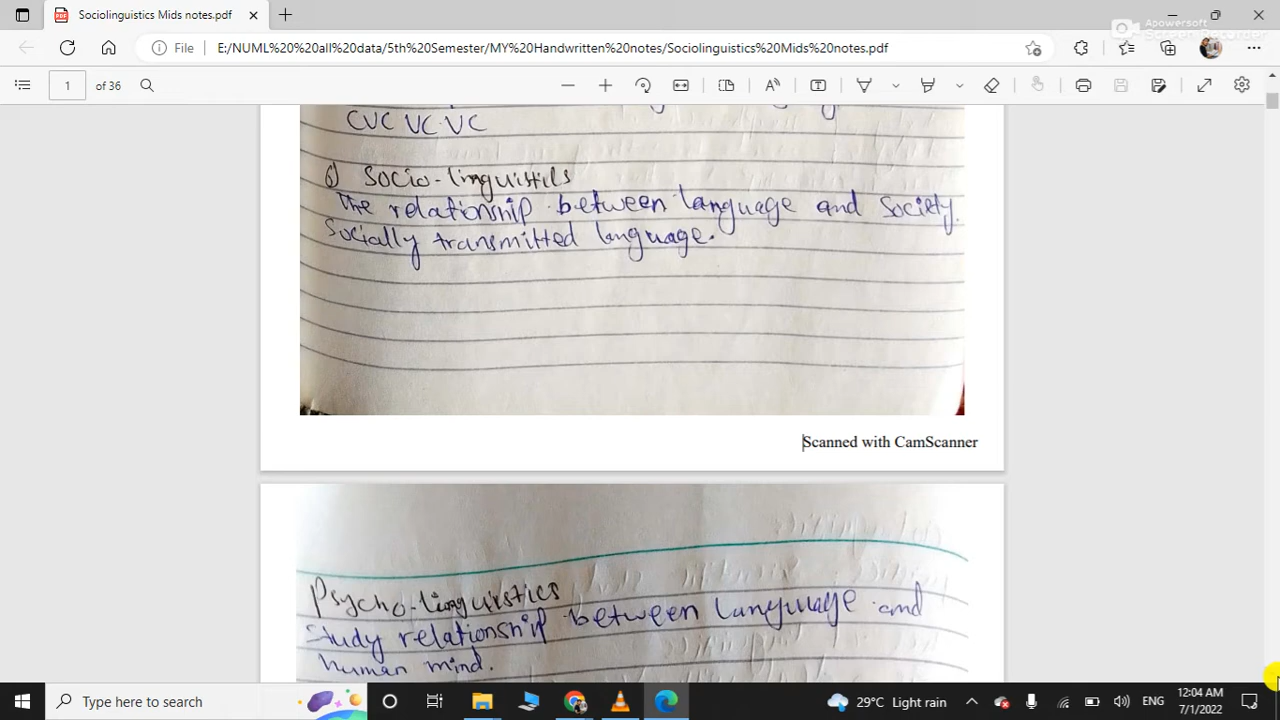 Sociolinguistics Mids notes.pdf
Apowersoft
Screen Recorder
File E:/NUML%20%20all%20data/5th%20Semester/MY%20Handwritten%20notes/Sociolinguistics%20Mids%20notes.pdf
1 of 36
CVC VC VC
6) Socio-linguistics
The relationship between language and Society.
Socially transmitted language.
Scanned with CamScanner
Psycho-linguistics
study relationship between language and
human mind.
Type here to search
29°C Light rain
ENG
12:04 AM
7/1/2022